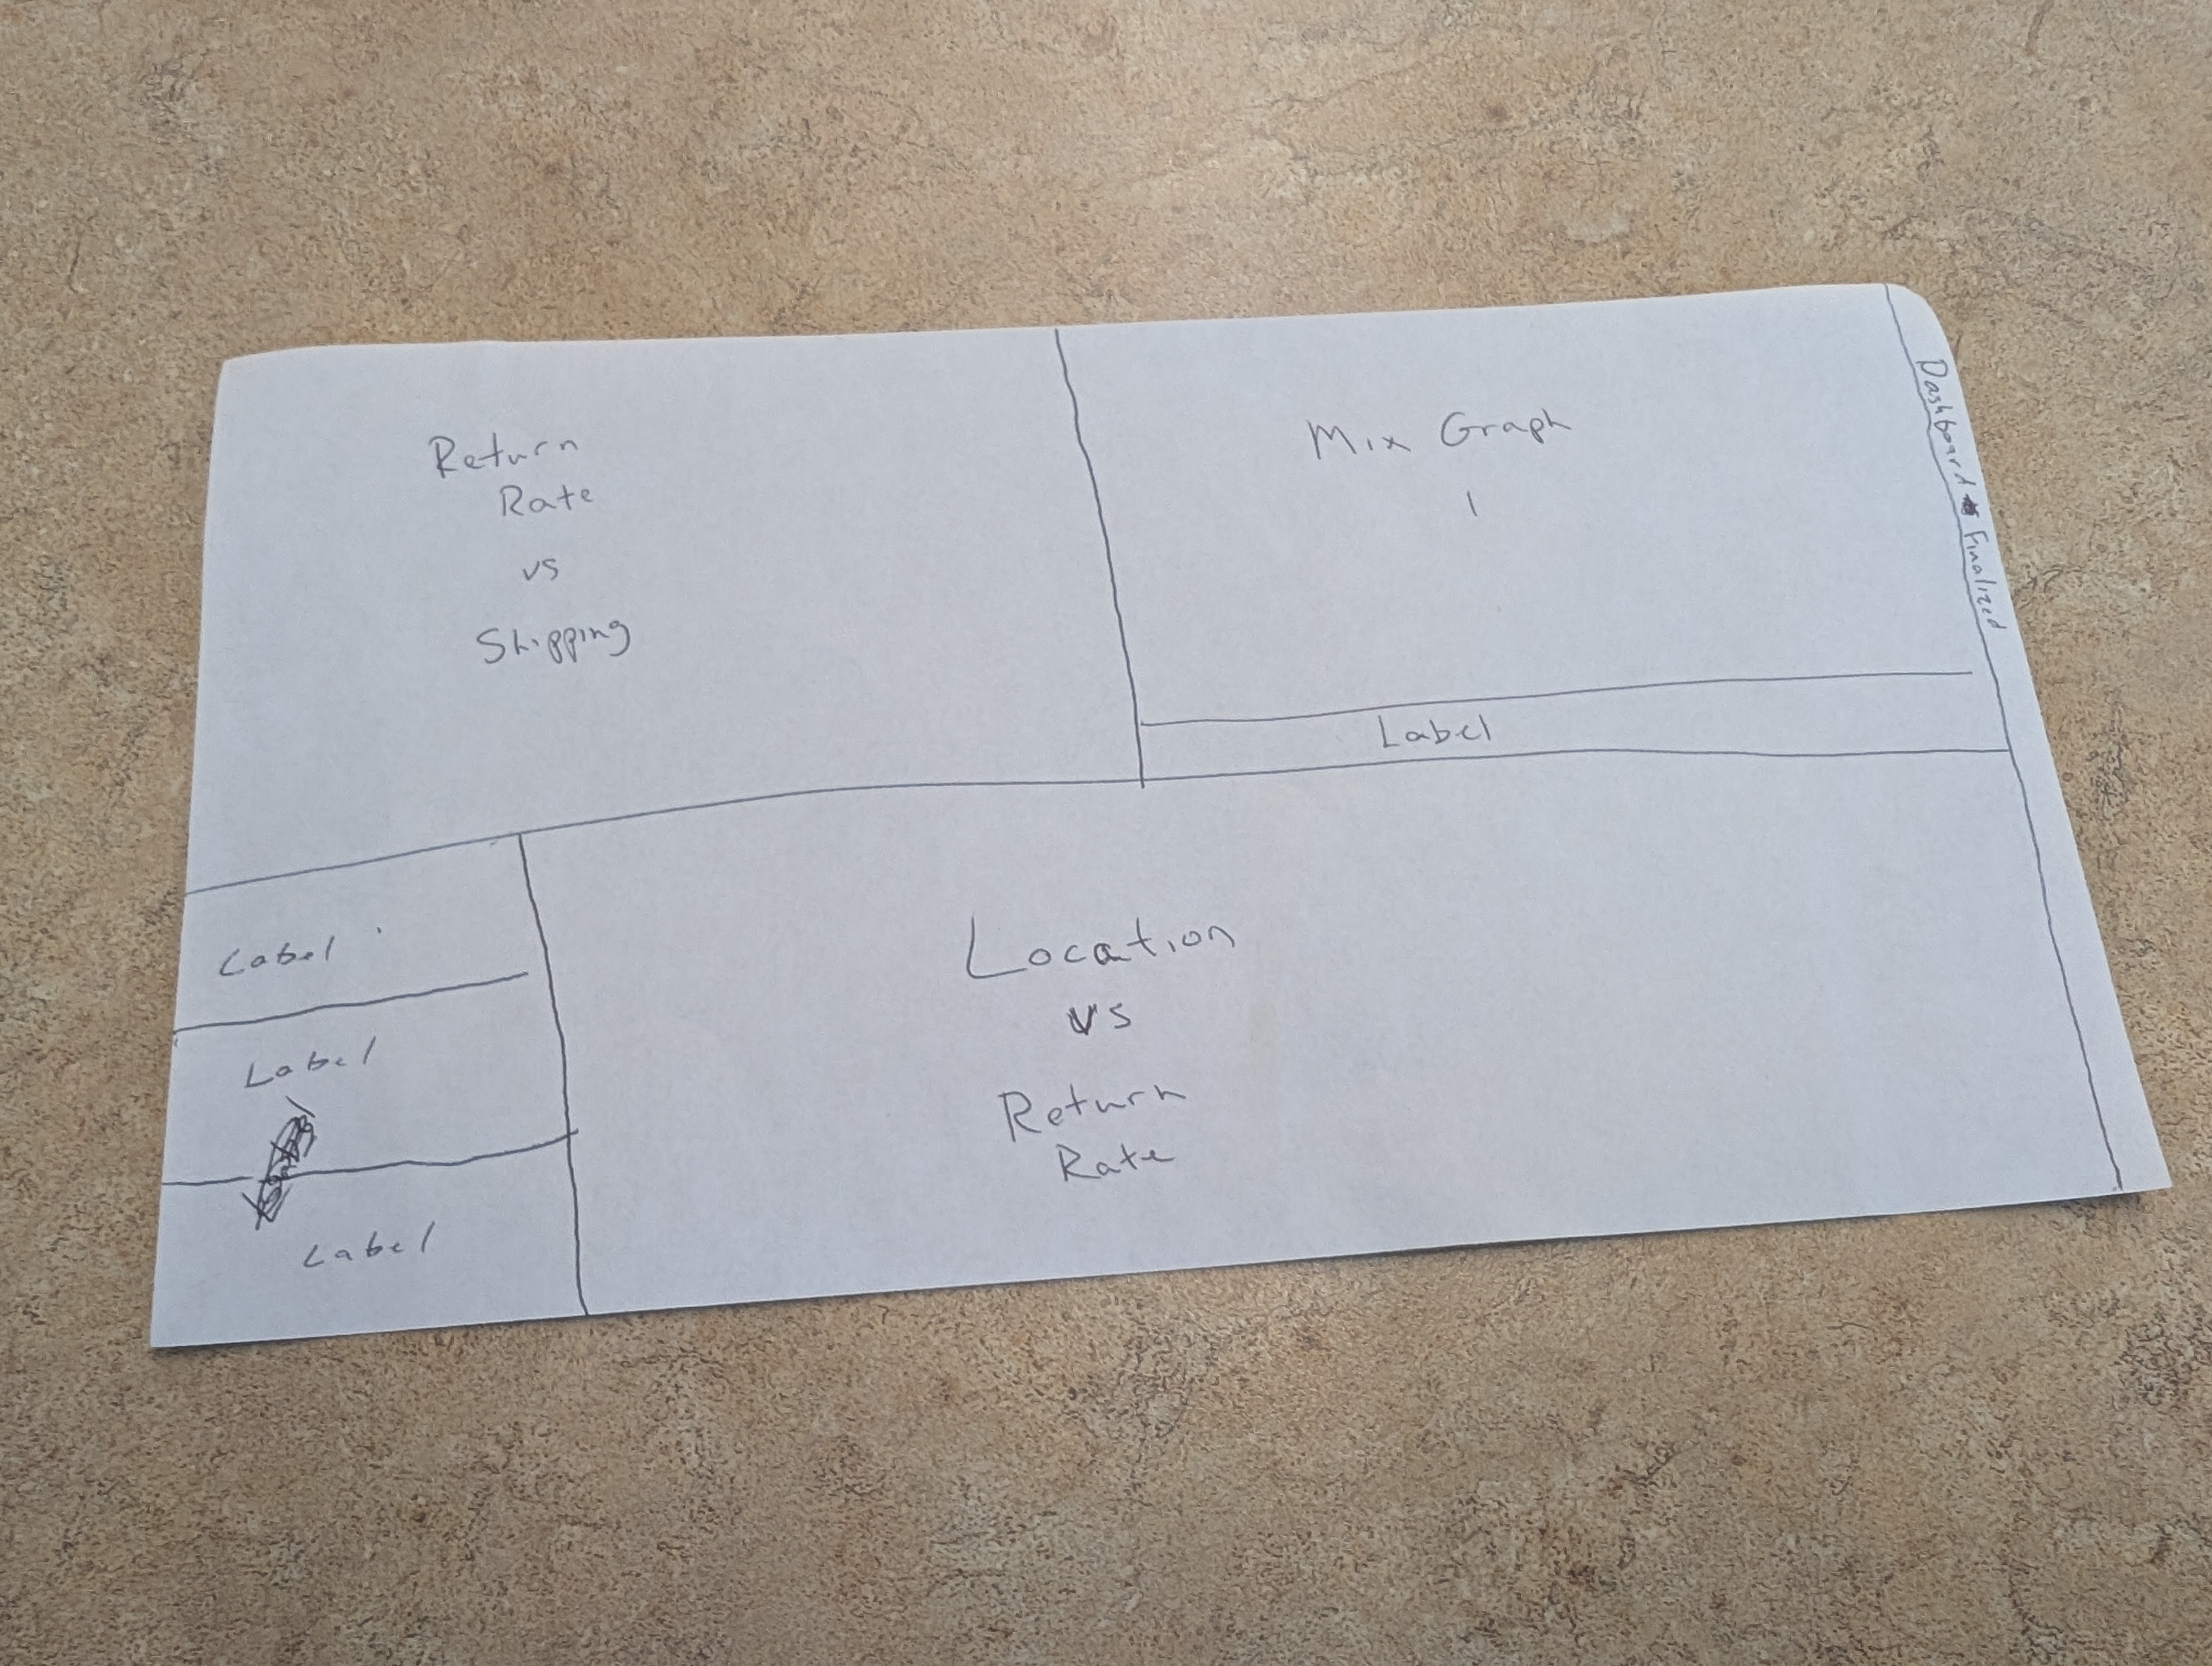 Return
Rate
vs
Shipping
Mix Graph
1
Label
Dashboard Finalized
Label
Label
Label
Location
vs
Return
Rate